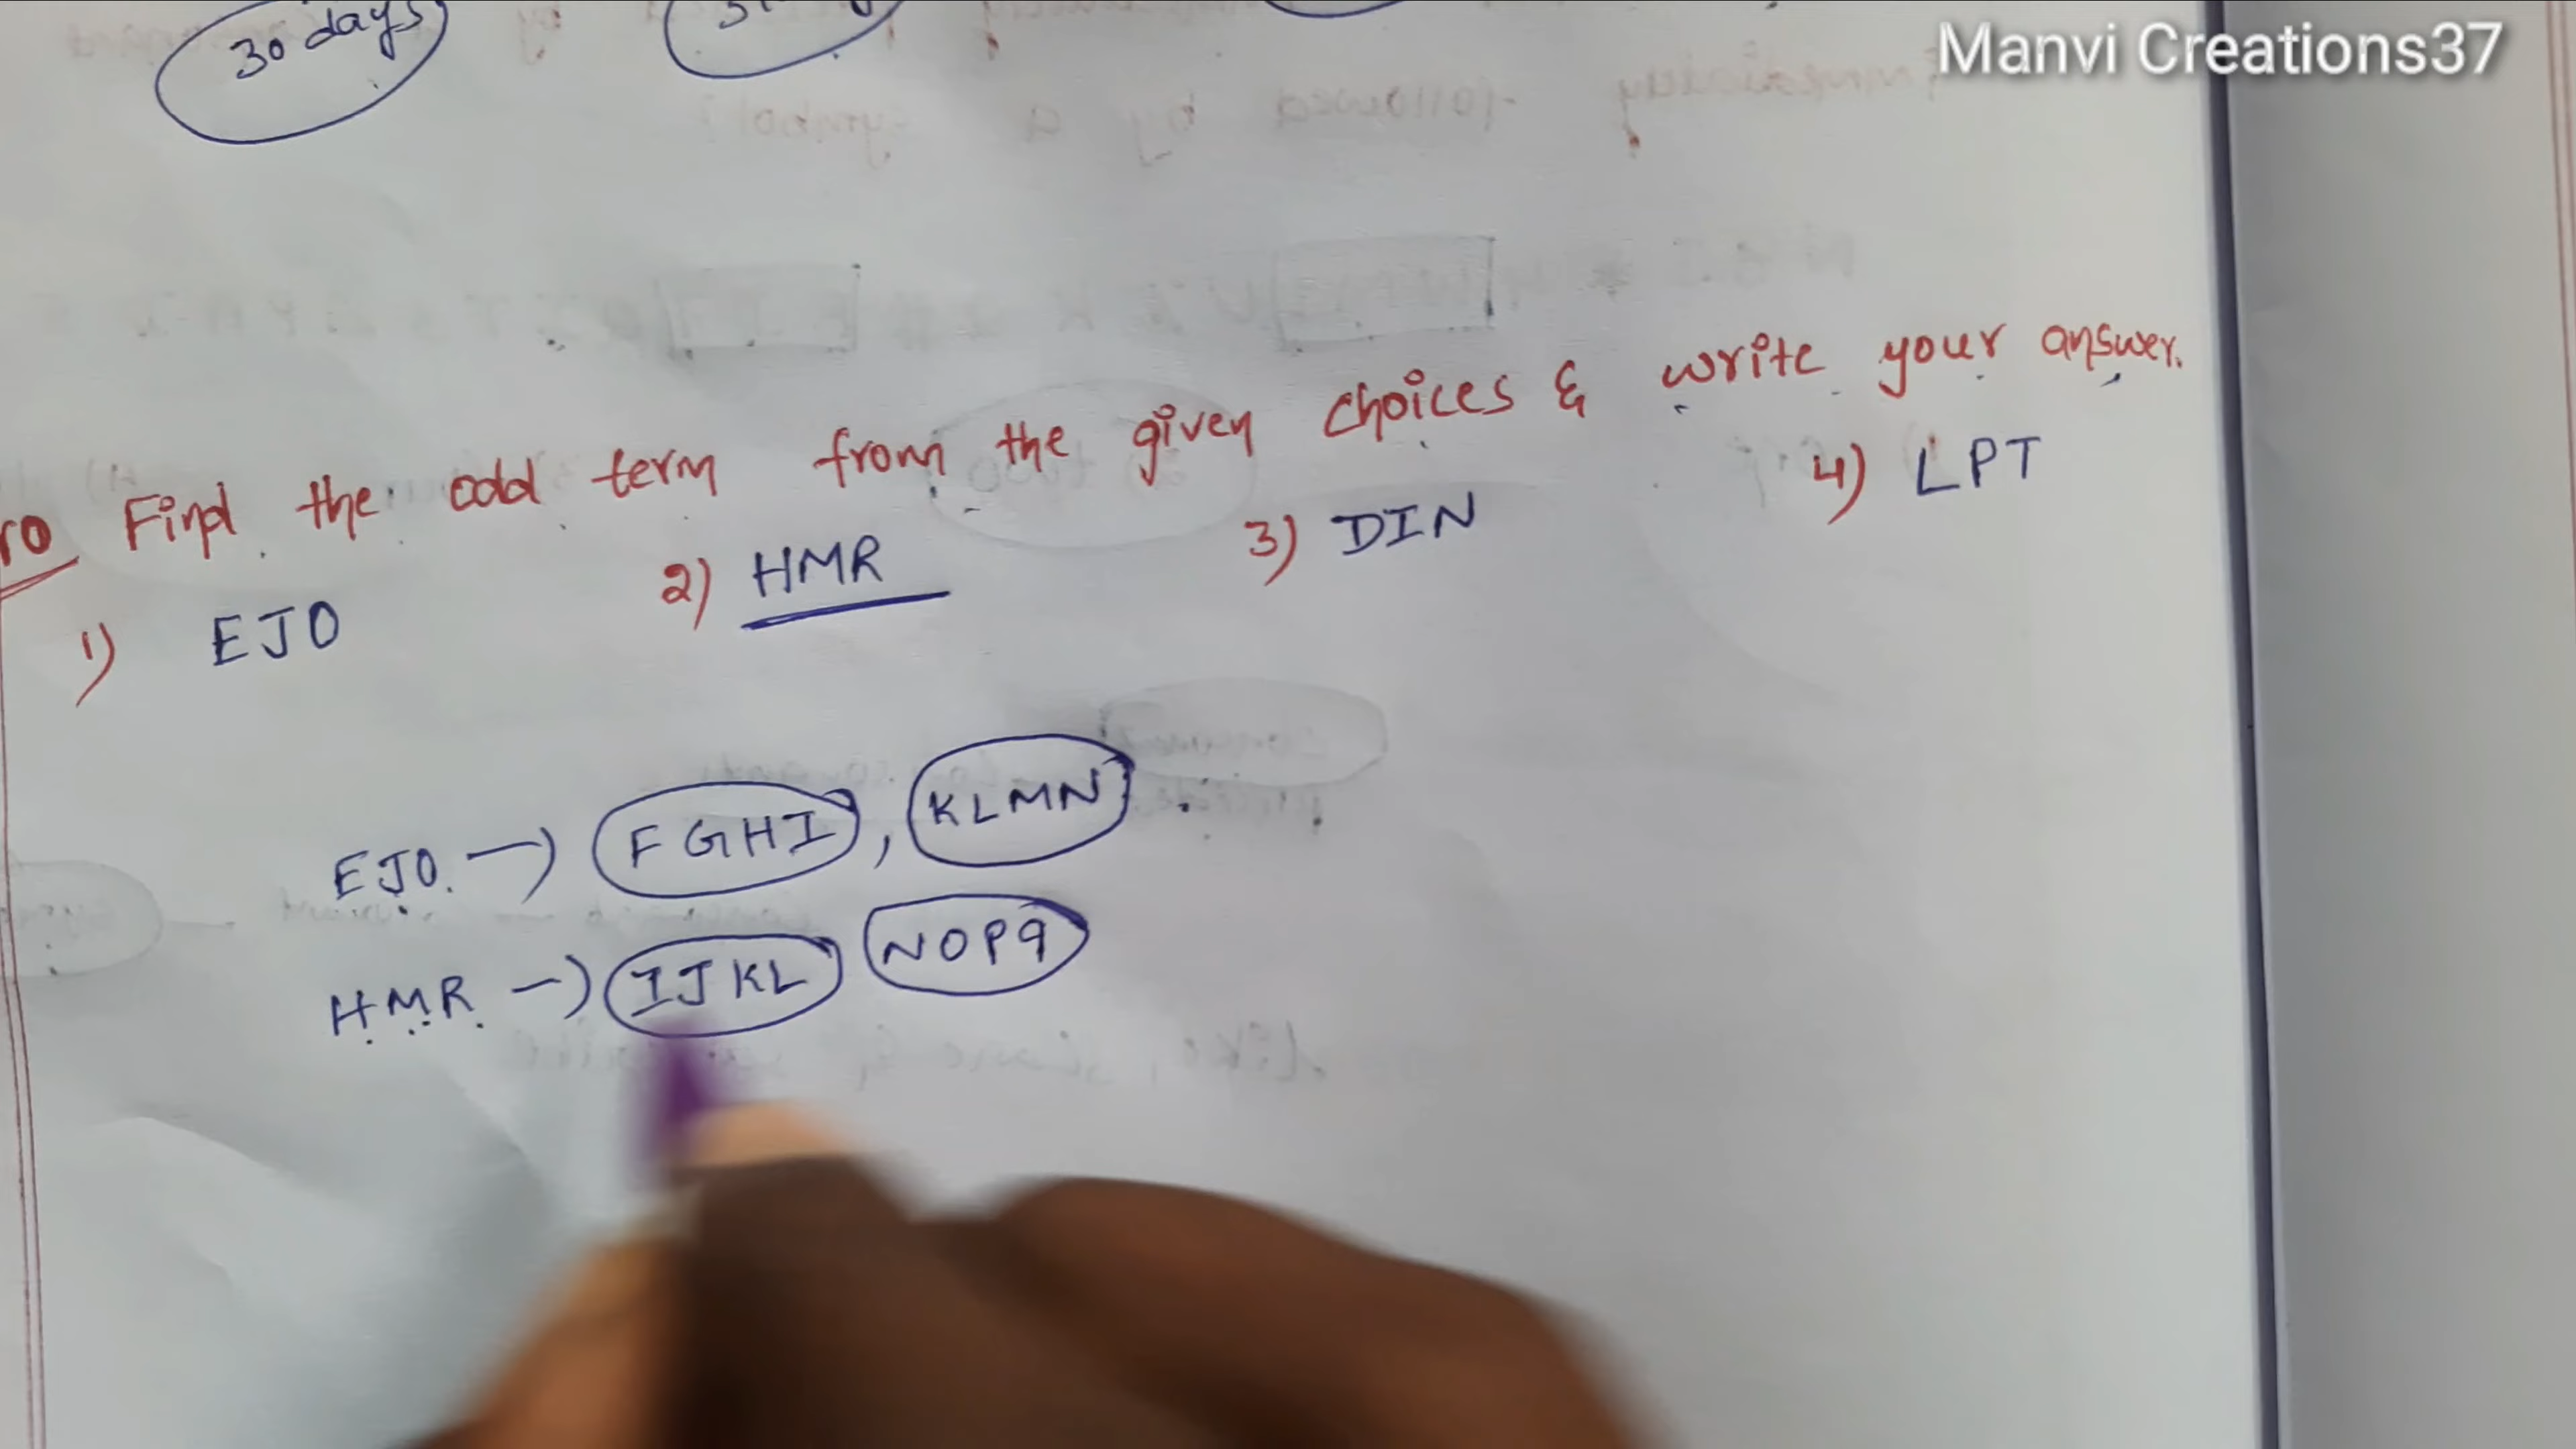 Manvi Creations37
30 days
10 Find the odd term from the given choices & write your answer.
1) EJO 2) HMR 3) DIN 4) LPT
EJO. → FGHI , KLMN .
HMR → IJKL NOPq